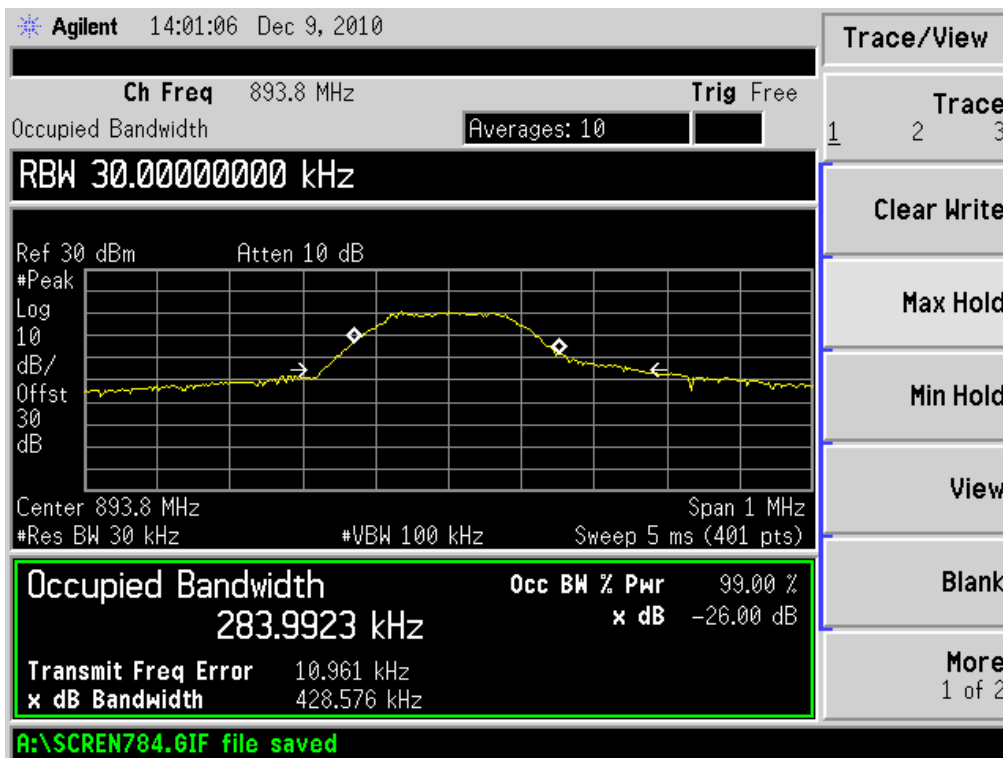 Agilent 14:01:06 Dec 9, 2010
Trace/View
Ch Freq 893.8 MHz Trig Free
Occupied Bandwidth Averages: 10
RBW 30.00000000 kHz
Ref 30 dBm Atten 10 dB
#Peak
Log
10
dB/
Offst
30
dB
Center 893.8 MHz Span 1 MHz
#Res BW 30 kHz #VBW 100 kHz Sweep 5 ms (401 pts)
Occupied Bandwidth Occ BW % Pwr 99.00 %
283.9923 kHz x dB -26.00 dB
Transmit Freq Error 10.961 kHz
x dB Bandwidth 428.576 kHz
A:\SCREN784.GIF file saved
Trace
1 2 3
Clear Write
Max Hold
Min Hold
View
Blank
More
1 of 2